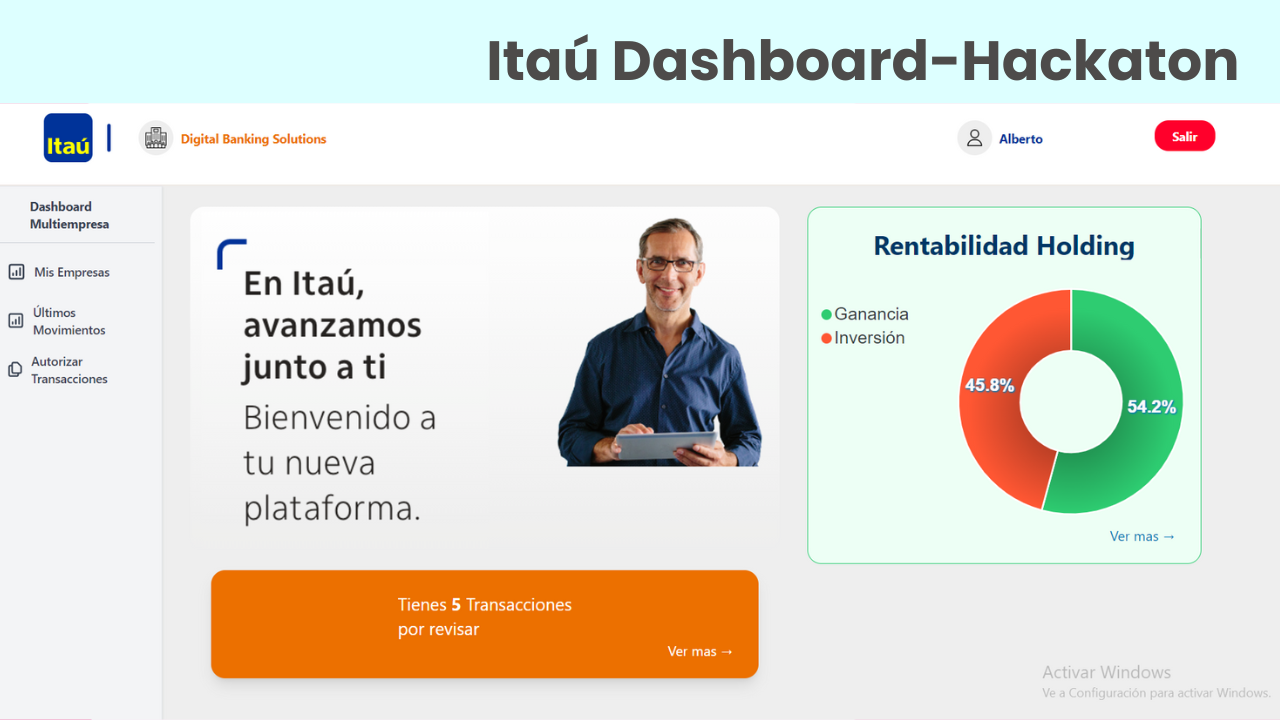 Itaú Dashboard-Hackaton
Itaú
Digital Banking Solutions
Alberto
Salir
Dashboard
Multiempresa
Mis Empresas
Últimos
Movimientos
Autorizar
Transacciones
En Itaú,
avanzamos
junto a ti
Bienvenido a
tu nueva
plataforma.
Tienes 5 Transacciones
por revisar
Ver mas →
Rentabilidad Holding
Ganancia
Inversión
45.8%
54.2%
Ver mas →
Activar Windows
Ve a Configuración para activar Windows.